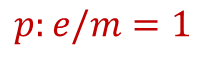 p: e/m = 1